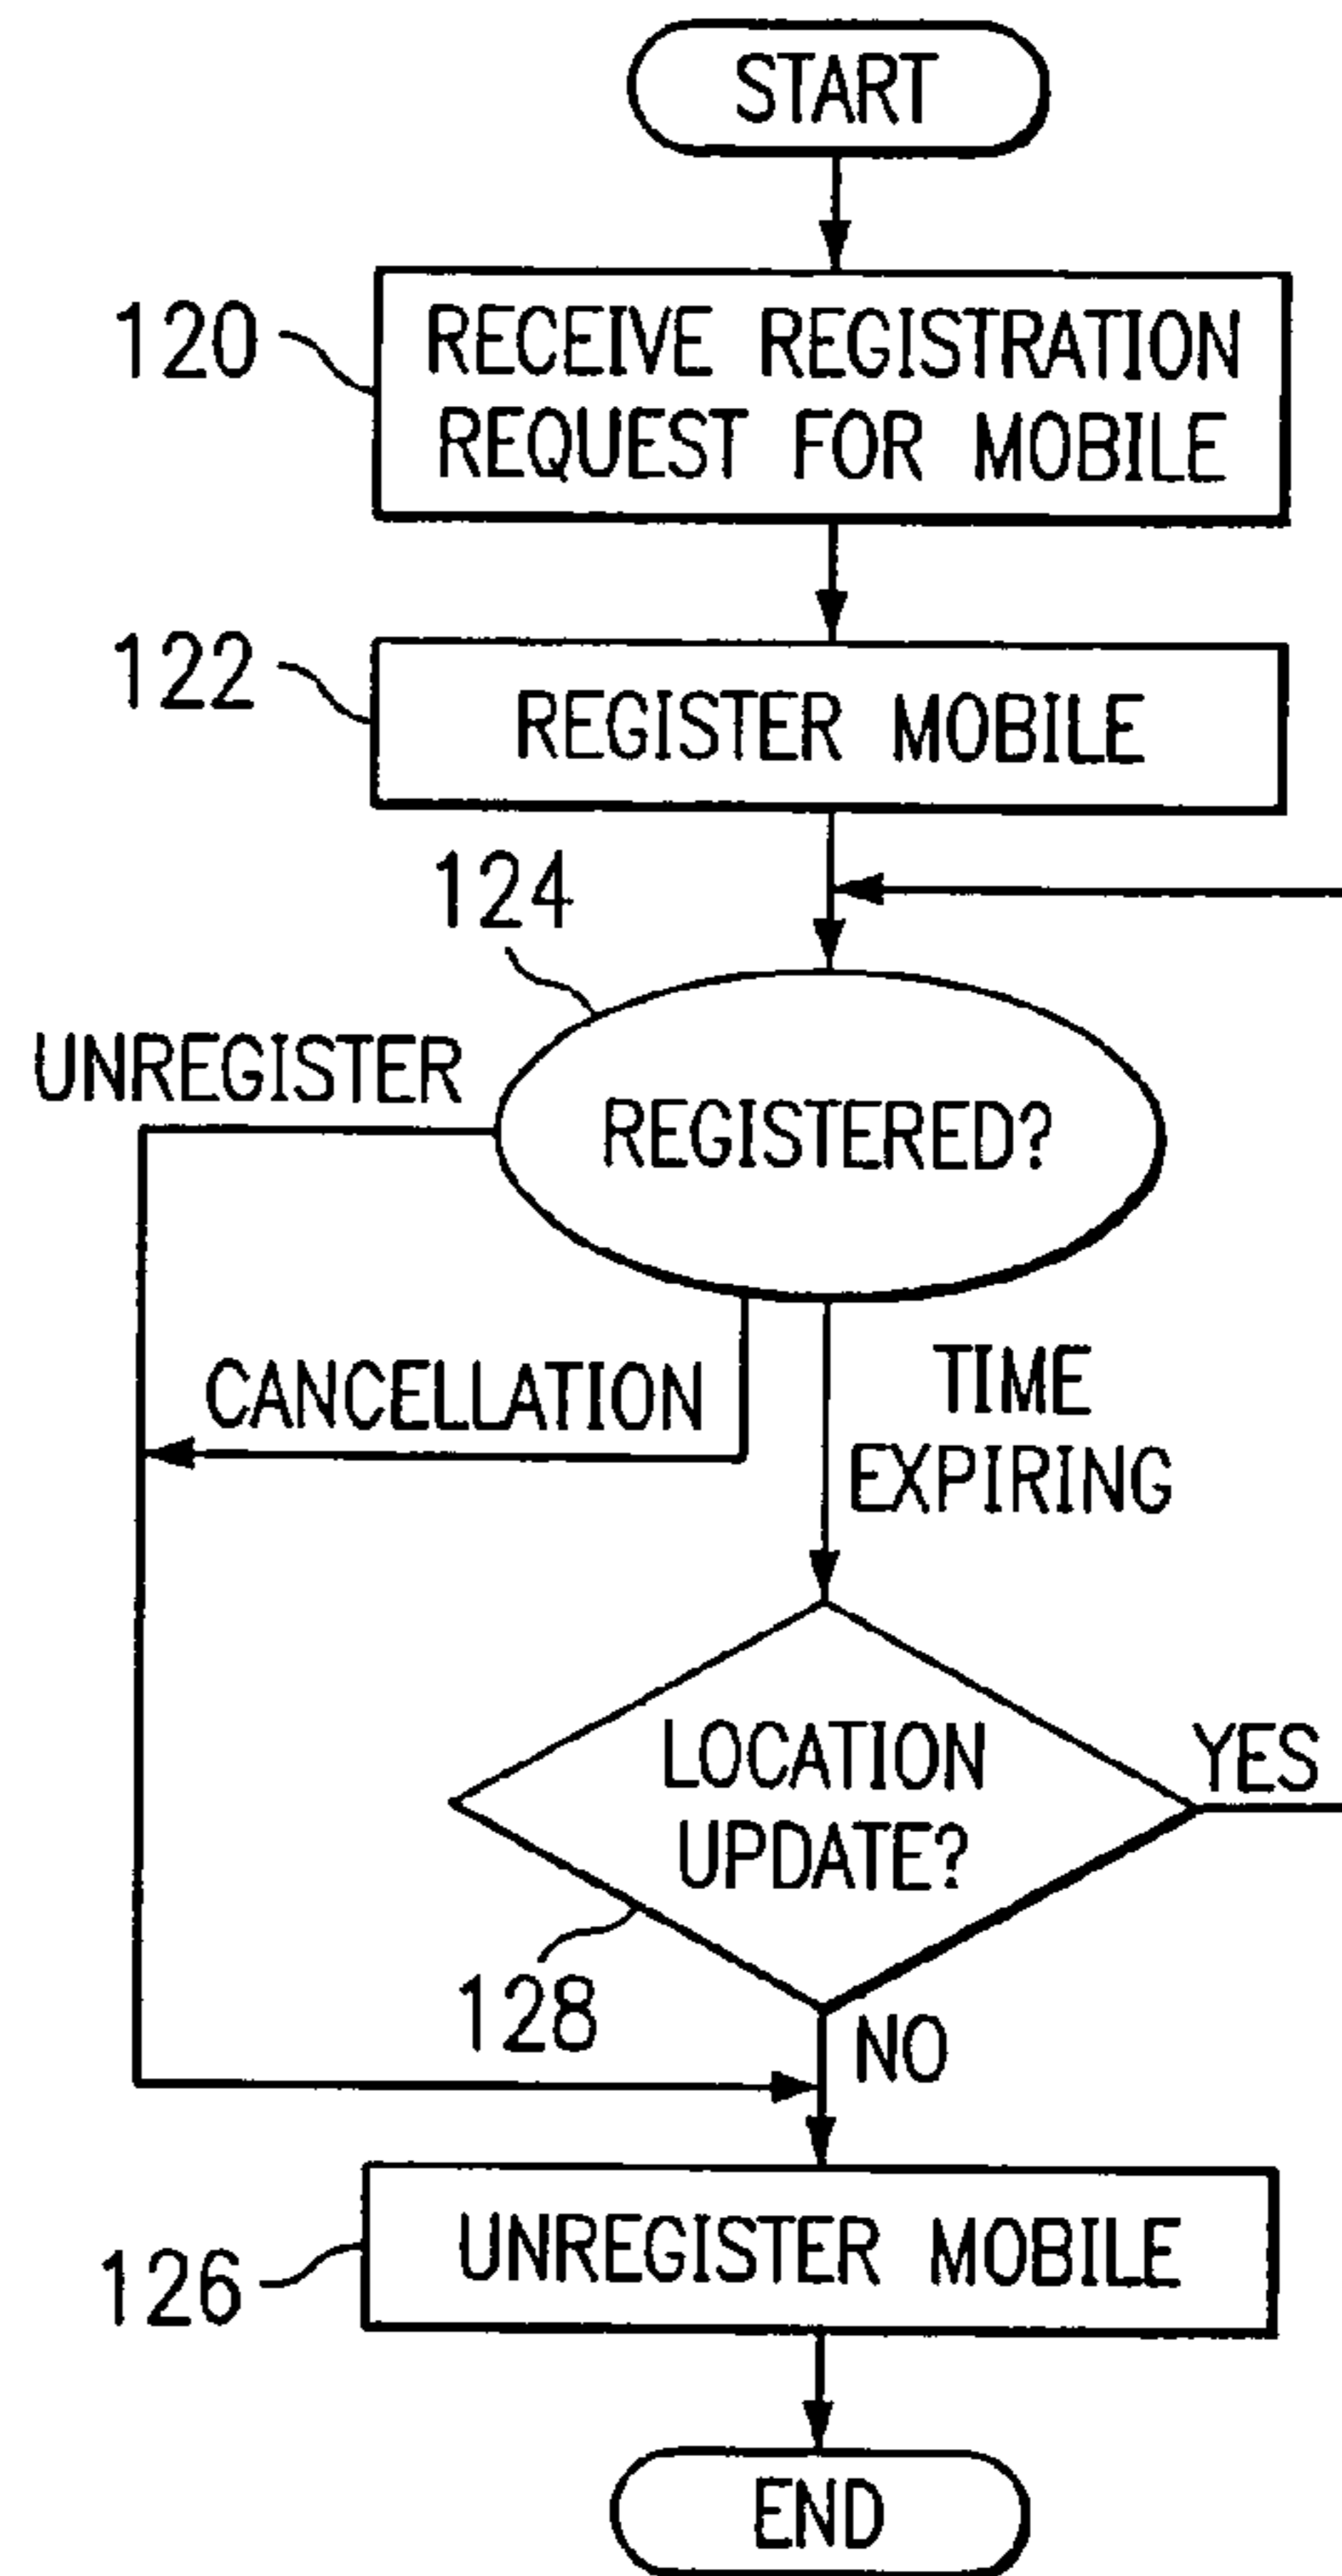 START
120
RECEIVE REGISTRATION
REQUEST FOR MOBILE
122
REGISTER MOBILE
124
UNREGISTER
REGISTERED?
CANCELLATION
TIME
EXPIRING
LOCATION
UPDATE?
YES
128
NO
126
UNREGISTER MOBILE
END